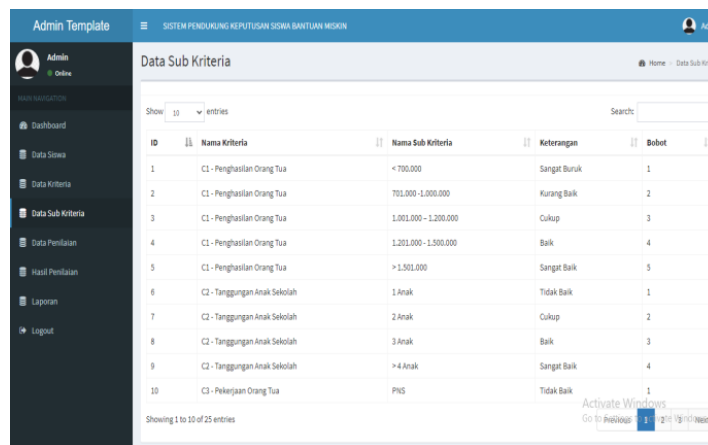 Admin Template
SISTEM PENDUKUNG KEPUTUSAN SISWA BANTUAN MISKIN
Admin
Online
MAIN NAVIGATION
Dashboard
Data Siswa
Data Kriteria
Data Sub Kriteria
Data Penilaian
Hasil Penilaian
Laporan
Logout
Data Sub Kriteria
Home > Data Sub Kr
Show 10 entries Search:
ID Nama Kriteria Nama Sub Kriteria Keterangan Bobot
1 C1 - Penghasilan Orang Tua < 700.000 Sangat Buruk 1
2 C1 - Penghasilan Orang Tua 701.000 -1.000.000 Kurang Baik 2
3 C1 - Penghasilan Orang Tua 1.001.000 – 1.200.000 Cukup 3
4 C1 - Penghasilan Orang Tua 1.201.000 - 1.500.000 Baik 4
5 C1 - Penghasilan Orang Tua > 1.501.000 Sangat Baik 5
6 C2 - Tanggungan Anak Sekolah 1 Anak Tidak Baik 1
7 C2 - Tanggungan Anak Sekolah 2 Anak Cukup 2
8 C2 - Tanggungan Anak Sekolah 3 Anak Baik 3
9 C2 - Tanggungan Anak Sekolah > 4 Anak Sangat Baik 4
10 C3 - Pekerjaan Orang Tua PNS Tidak Baik 1
Activate Windows
Showing 1 to 10 of 25 entries
Previous 1 2 3 Next